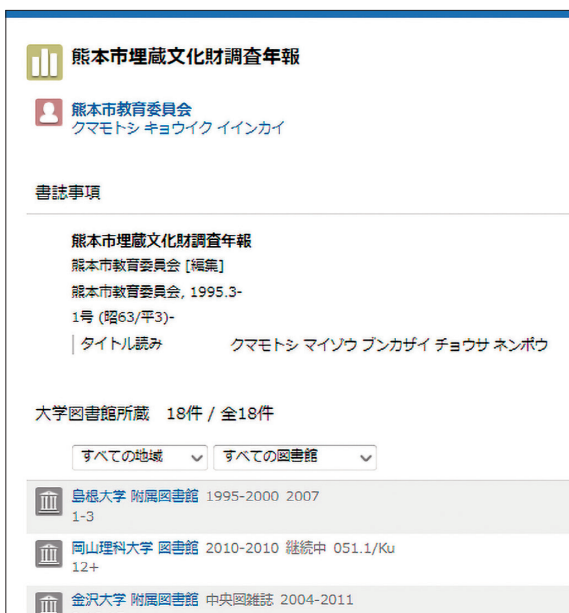 熊本市埋蔵文化財調査年報
熊本市教育委員会
クマモトシ キョウイク イインカイ
書誌事項
熊本市埋蔵文化財調査年報
熊本市教育委員会 [編集]
熊本市教育委員会, 1995.3-
1号 (昭63/平3)-
タイトル読み クマモトシ マイゾウ ブンカザイ チョウサ ネンポウ
大学図書館所蔵 18件 / 全18件
すべての地域 すべての図書館
島根大学 附属図書館 1995-2000 2007
1-3
岡山理科大学 図書館 2010-2010 継続中 051.1/Ku
12+
金沢大学 附属図書館 中央図雑誌 2004-2011